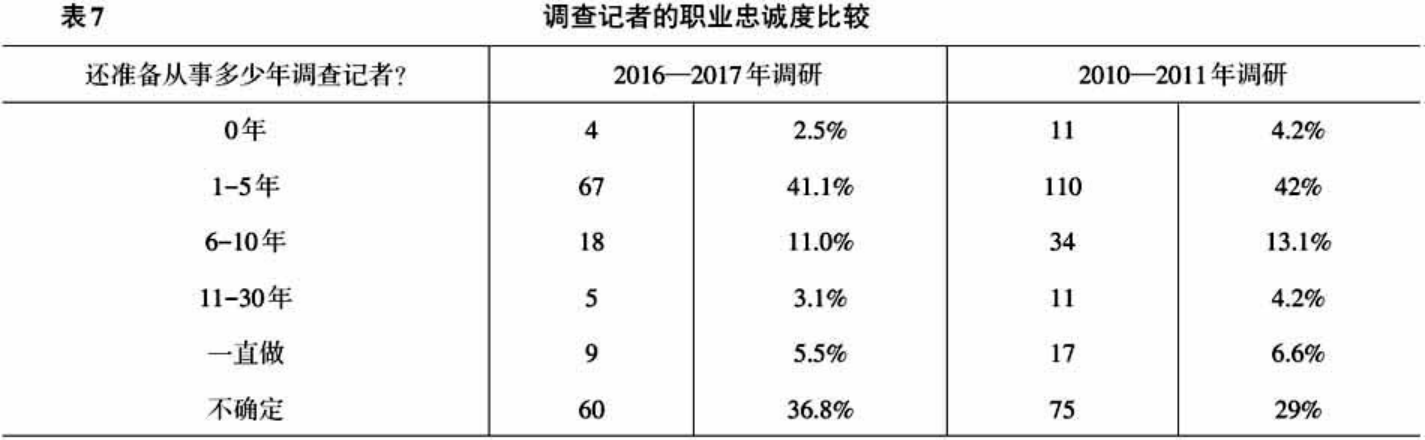 表7 调查记者的职业忠诚度比较
还准备从事多少年调查记者? 2016—2017年调研 2010—2011年调研
0年 4 2.5% 11 4.2%
1-5年 67 41.1% 110 42%
6-10年 18 11.0% 34 13.1%
11-30年 5 3.1% 11 4.2%
一直做 9 5.5% 17 6.6%
不确定 60 36.8% 75 29%